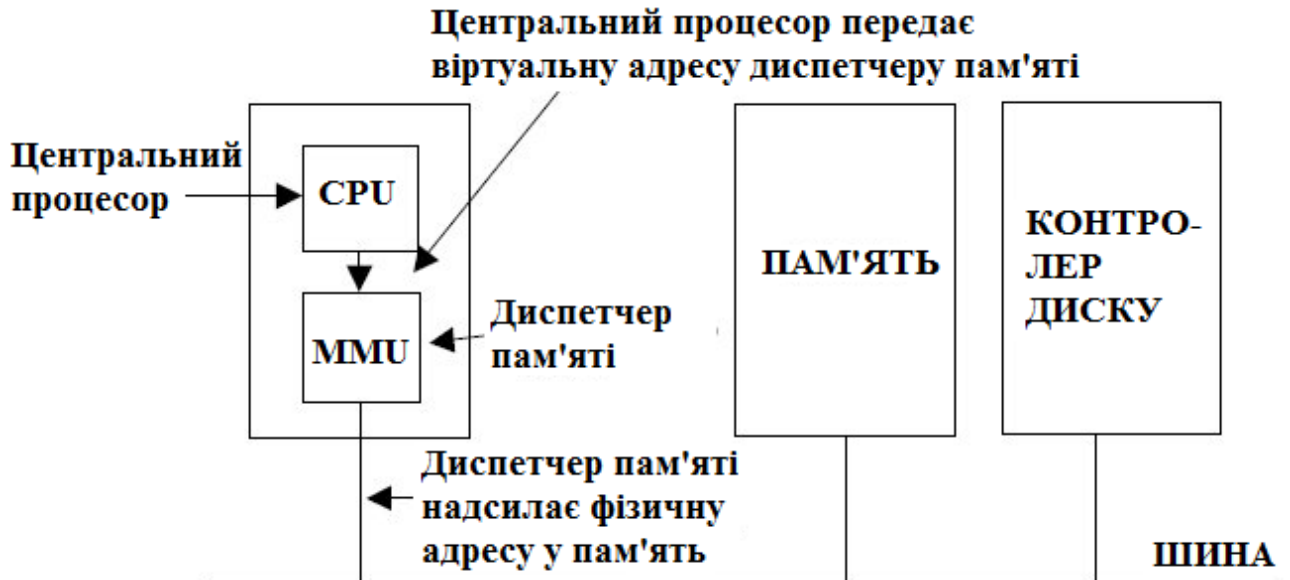 Центральний процесор передає
віртуальну адресу диспетчеру пам'яті
Центральний
процесор
CPU
MMU
Диспетчер
пам'яті
ПАМ'ЯТЬ
КОНТРО-
ЛЕР
ДИСКУ
Диспетчер пам'яті
надсилає фізичну
адресу у пам'ять
ШИНА